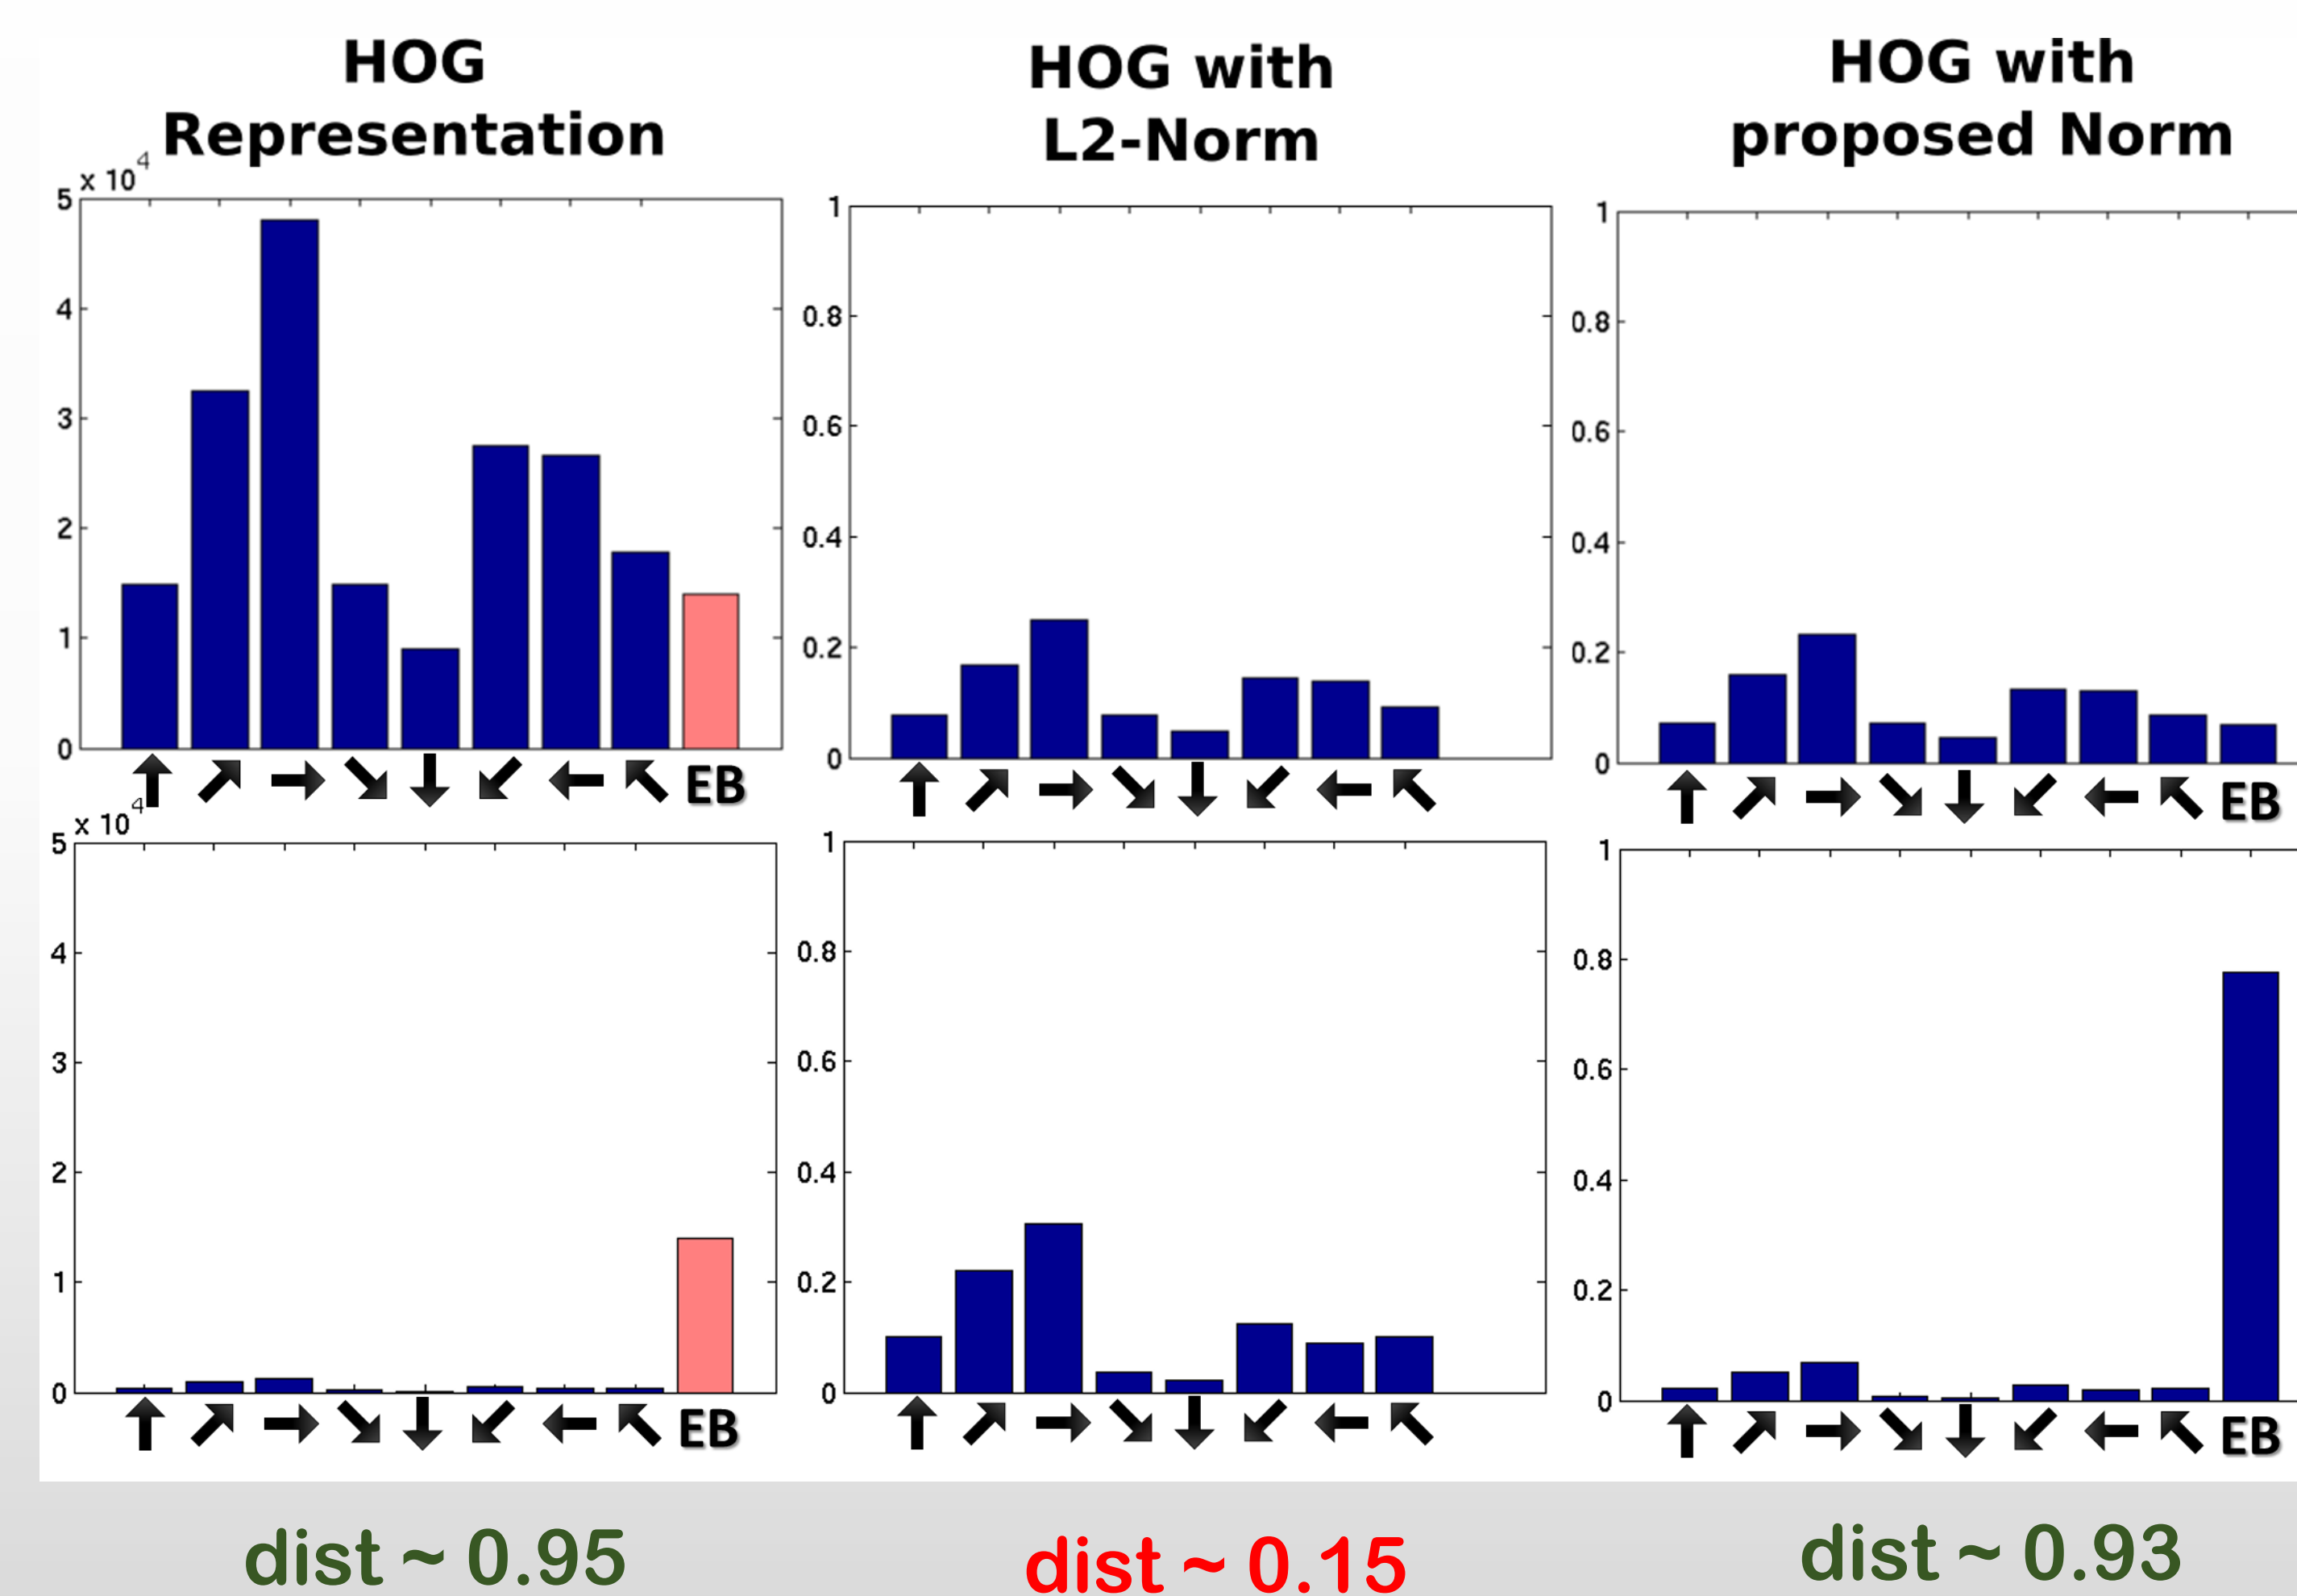 HOG
Representation
HOG with
L2-Norm
HOG with
proposed Norm
x 10^4
5
4
3
2
1
0
↑ ↗ → ↘ ↓ ↙ ← ↖ EB
1
0.8
0.6
0.4
0.2
0
↑ ↗ → ↘ ↓ ↙ ← ↖
1
0.8
0.6
0.4
0.2
0
↑ ↗ → ↘ ↓ ↙ ← ↖ EB
x 10^4
5
4
3
2
1
0
↑ ↗ → ↘ ↓ ↙ ← ↖ EB
1
0.8
0.6
0.4
0.2
0
↑ ↗ → ↘ ↓ ↙ ← ↖
1
0.8
0.6
0.4
0.2
0
↑ ↗ → ↘ ↓ ↙ ← ↖ EB
dist ~ 0.95
dist ~ 0.15
dist ~ 0.93